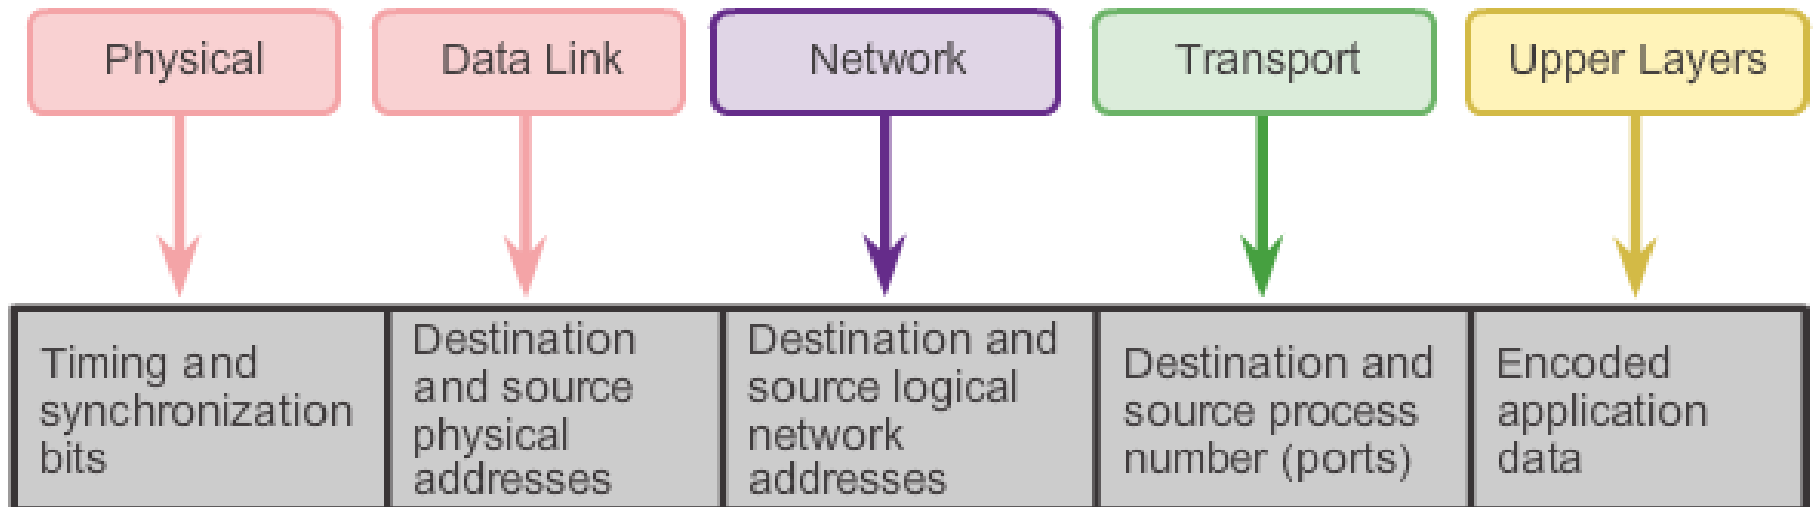 Physical
Data Link
Network
Transport
Upper Layers
Timing and
synchronization
bits
Destination
and source
physical
addresses
Destination and
source logical
network
addresses
Destination and
source process
number (ports)
Encoded
application
data